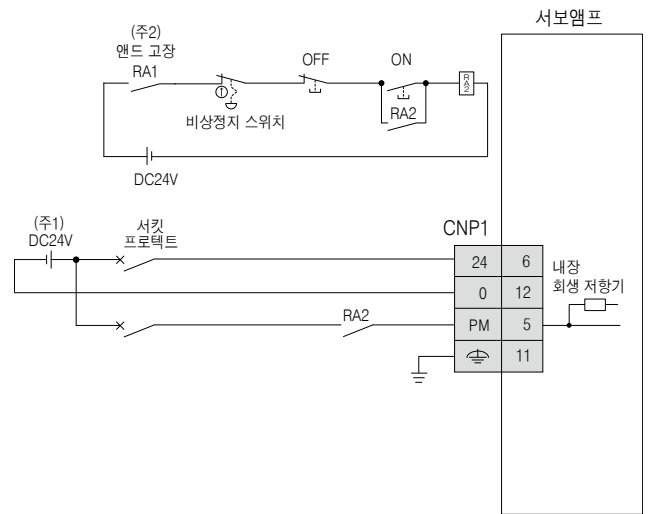 서보앰프
(주2)
앤드 고장
RA1
OFF
ON
RA2
RA2
비상정지 스위치
DC24V
(주1)
DC24V
서킷
프로텍트
CNP1
24 6
0 12
PM 5
11
RA2
내장
회생 저항기